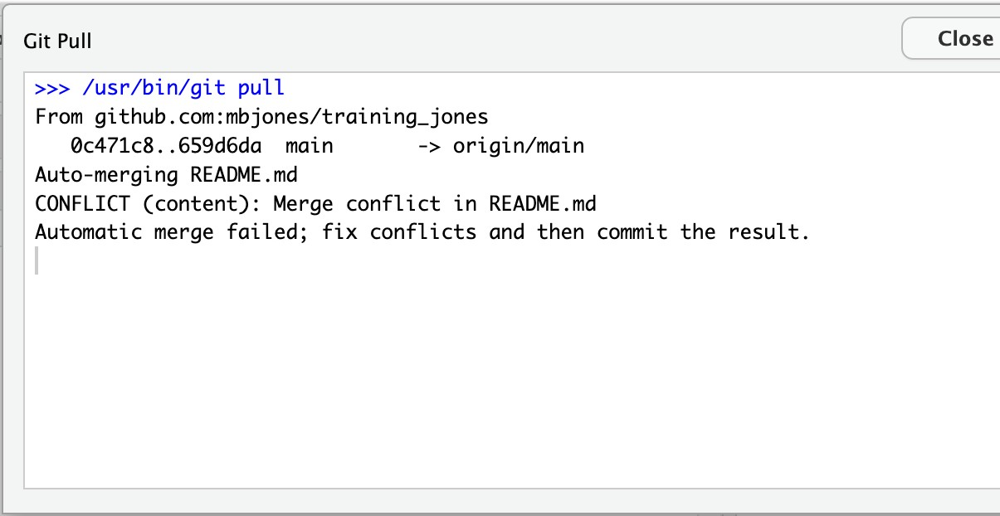 Git Pull
Close
>>> /usr/bin/git pull
From github.com:mbjones/training_jones
   0c471c8..659d6da  main       -> origin/main
Auto-merging README.md
CONFLICT (content): Merge conflict in README.md
Automatic merge failed; fix conflicts and then commit the result.